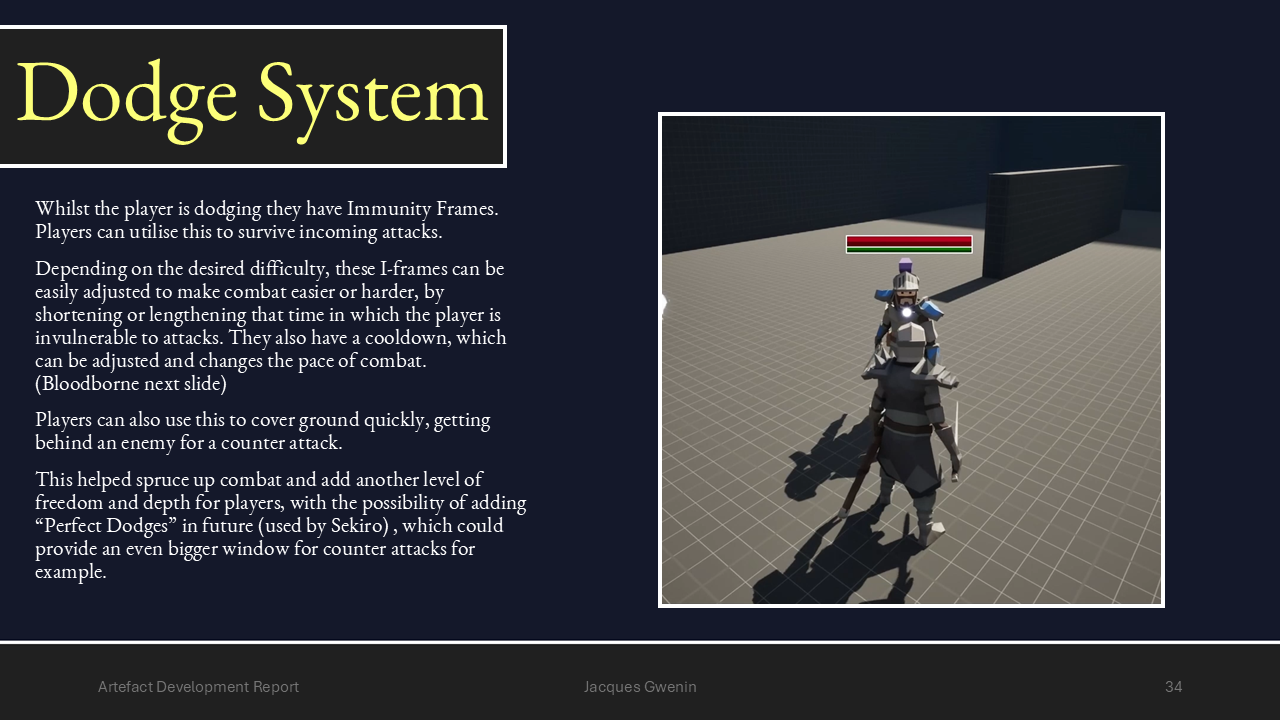 Dodge System
Whilst the player is dodging they have Immunity Frames.
Players can utilise this to survive incoming attacks.
Depending on the desired difficulty, these I-frames can be
easily adjusted to make combat easier or harder, by
shortening or lengthening that time in which the player is
invulnerable to attacks. They also have a cooldown, which
can be adjusted and changes the pace of combat.
(Bloodborne next slide)
Players can also use this to cover ground quickly, getting
behind an enemy for a counter attack.
This helped spruce up combat and add another level of
freedom and depth for players, with the possibility of adding
“Perfect Dodges” in future (used by Sekiro) , which could
provide an even bigger window for counter attacks for
example.
Artefact Development Report
Jacques Gwenin
34